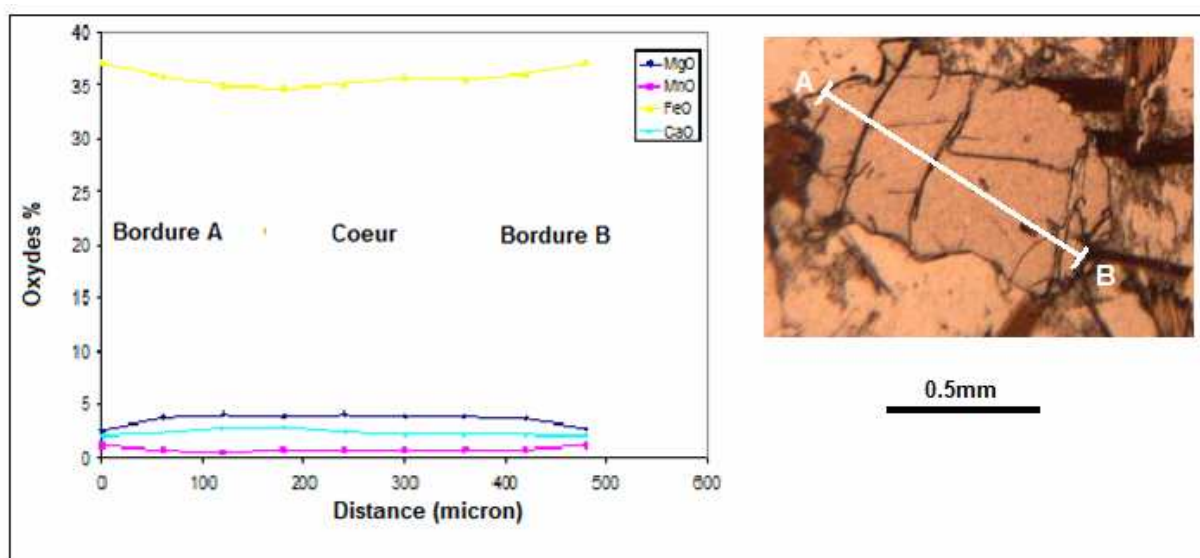 40
35
30
25
20
15
10
5
0
Oxydes %
MgO
MnO
FeO
CaO
Bordure A
Coeur
Bordure B
0
100
200
300
400
500
600
Distance (micron)
A
B
0.5mm